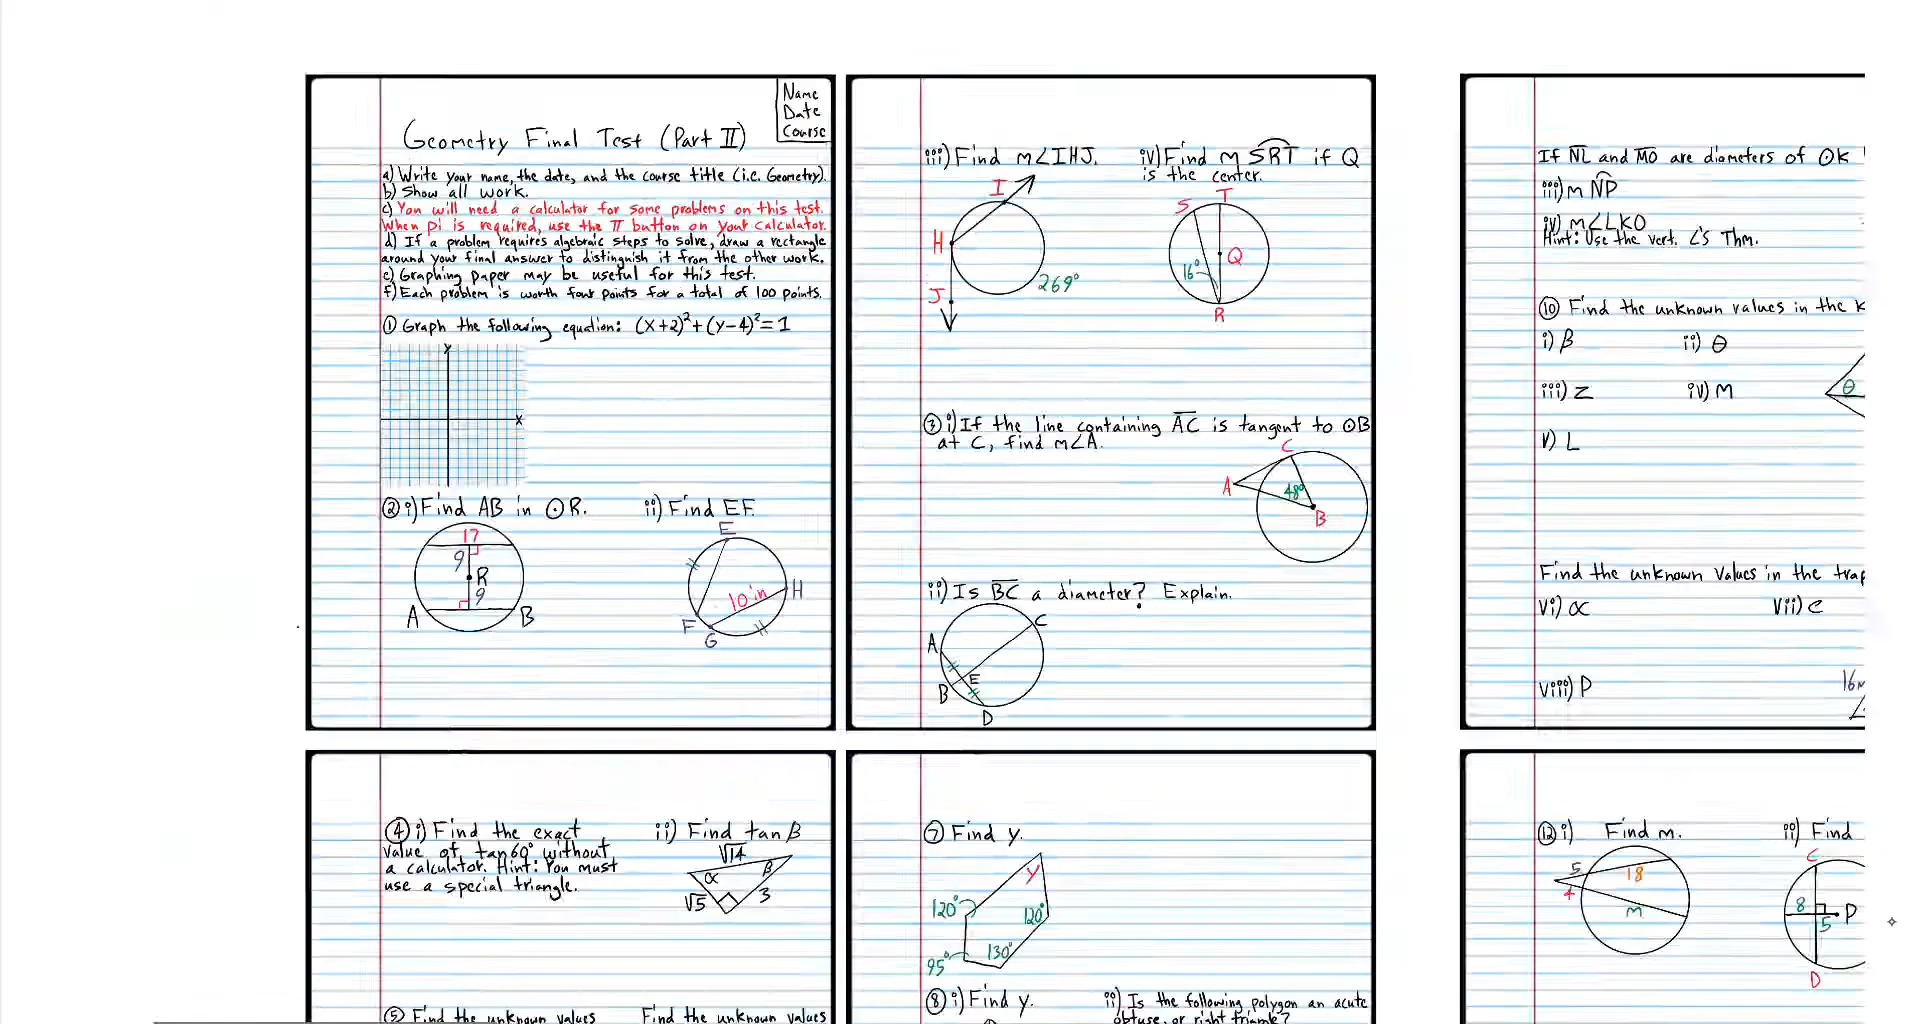 Name
Date
Course
Geometry Final Test (Part II)
a) Write your name, the date, and the course title (i.e. Geometry).
b) Show all work.
c) You will need a calculator for some problems on this test.
When pi is required, use the π button on your calculator.
d) If a problem requires algebraic steps to solve, draw a rectangle
around your final answer to distinguish it from the other work.
e) Graphing paper may be useful for this test.
f) Each problem is worth four points for a total of 100 points.
① Graph the following equation: (x+2)²+(y-4)²=1
y
x
② i) Find AB in ⊙R. ii) Find EF.
17
9
R
9
A B
E
H
10 in
F
G
iii) Find m∠IHJ. iv) Find m SRT if Q
is the center.
I
H
J
269°
T
S
Q
16°
R
③ i) If the line containing AC is tangent to ⊙B
at C, find m∠A.
C
A
48°
B
ii) Is BC a diameter? Explain.
A
C
E
B
D
If NL and MO are diameters of ⊙K
iii) m NP
iv) m∠LKO
Hint: Use the vert. ∠'s Thm.
⑩ Find the unknown values in the k
i) β ii) θ
θ
iii) z iv) M
v) L
Find the unknown values in the trap
vi) α vii) e
viii) P
16
④ i) Find the exact
value of tan 60° without
a calculator. Hint: You must
use a special triangle.
ii) Find tan β
√14
α
β
√5
3
⑤ Find the unknown values Find the unknown values
⑦ Find y.
y
120°
120°
130°
95°
⑧ i) Find y. ii) Is the following polygon an acute
obtuse, or right triangle?
⑫ i) Find m. ii) Find
5
18
4
m
C
8
P
5
D